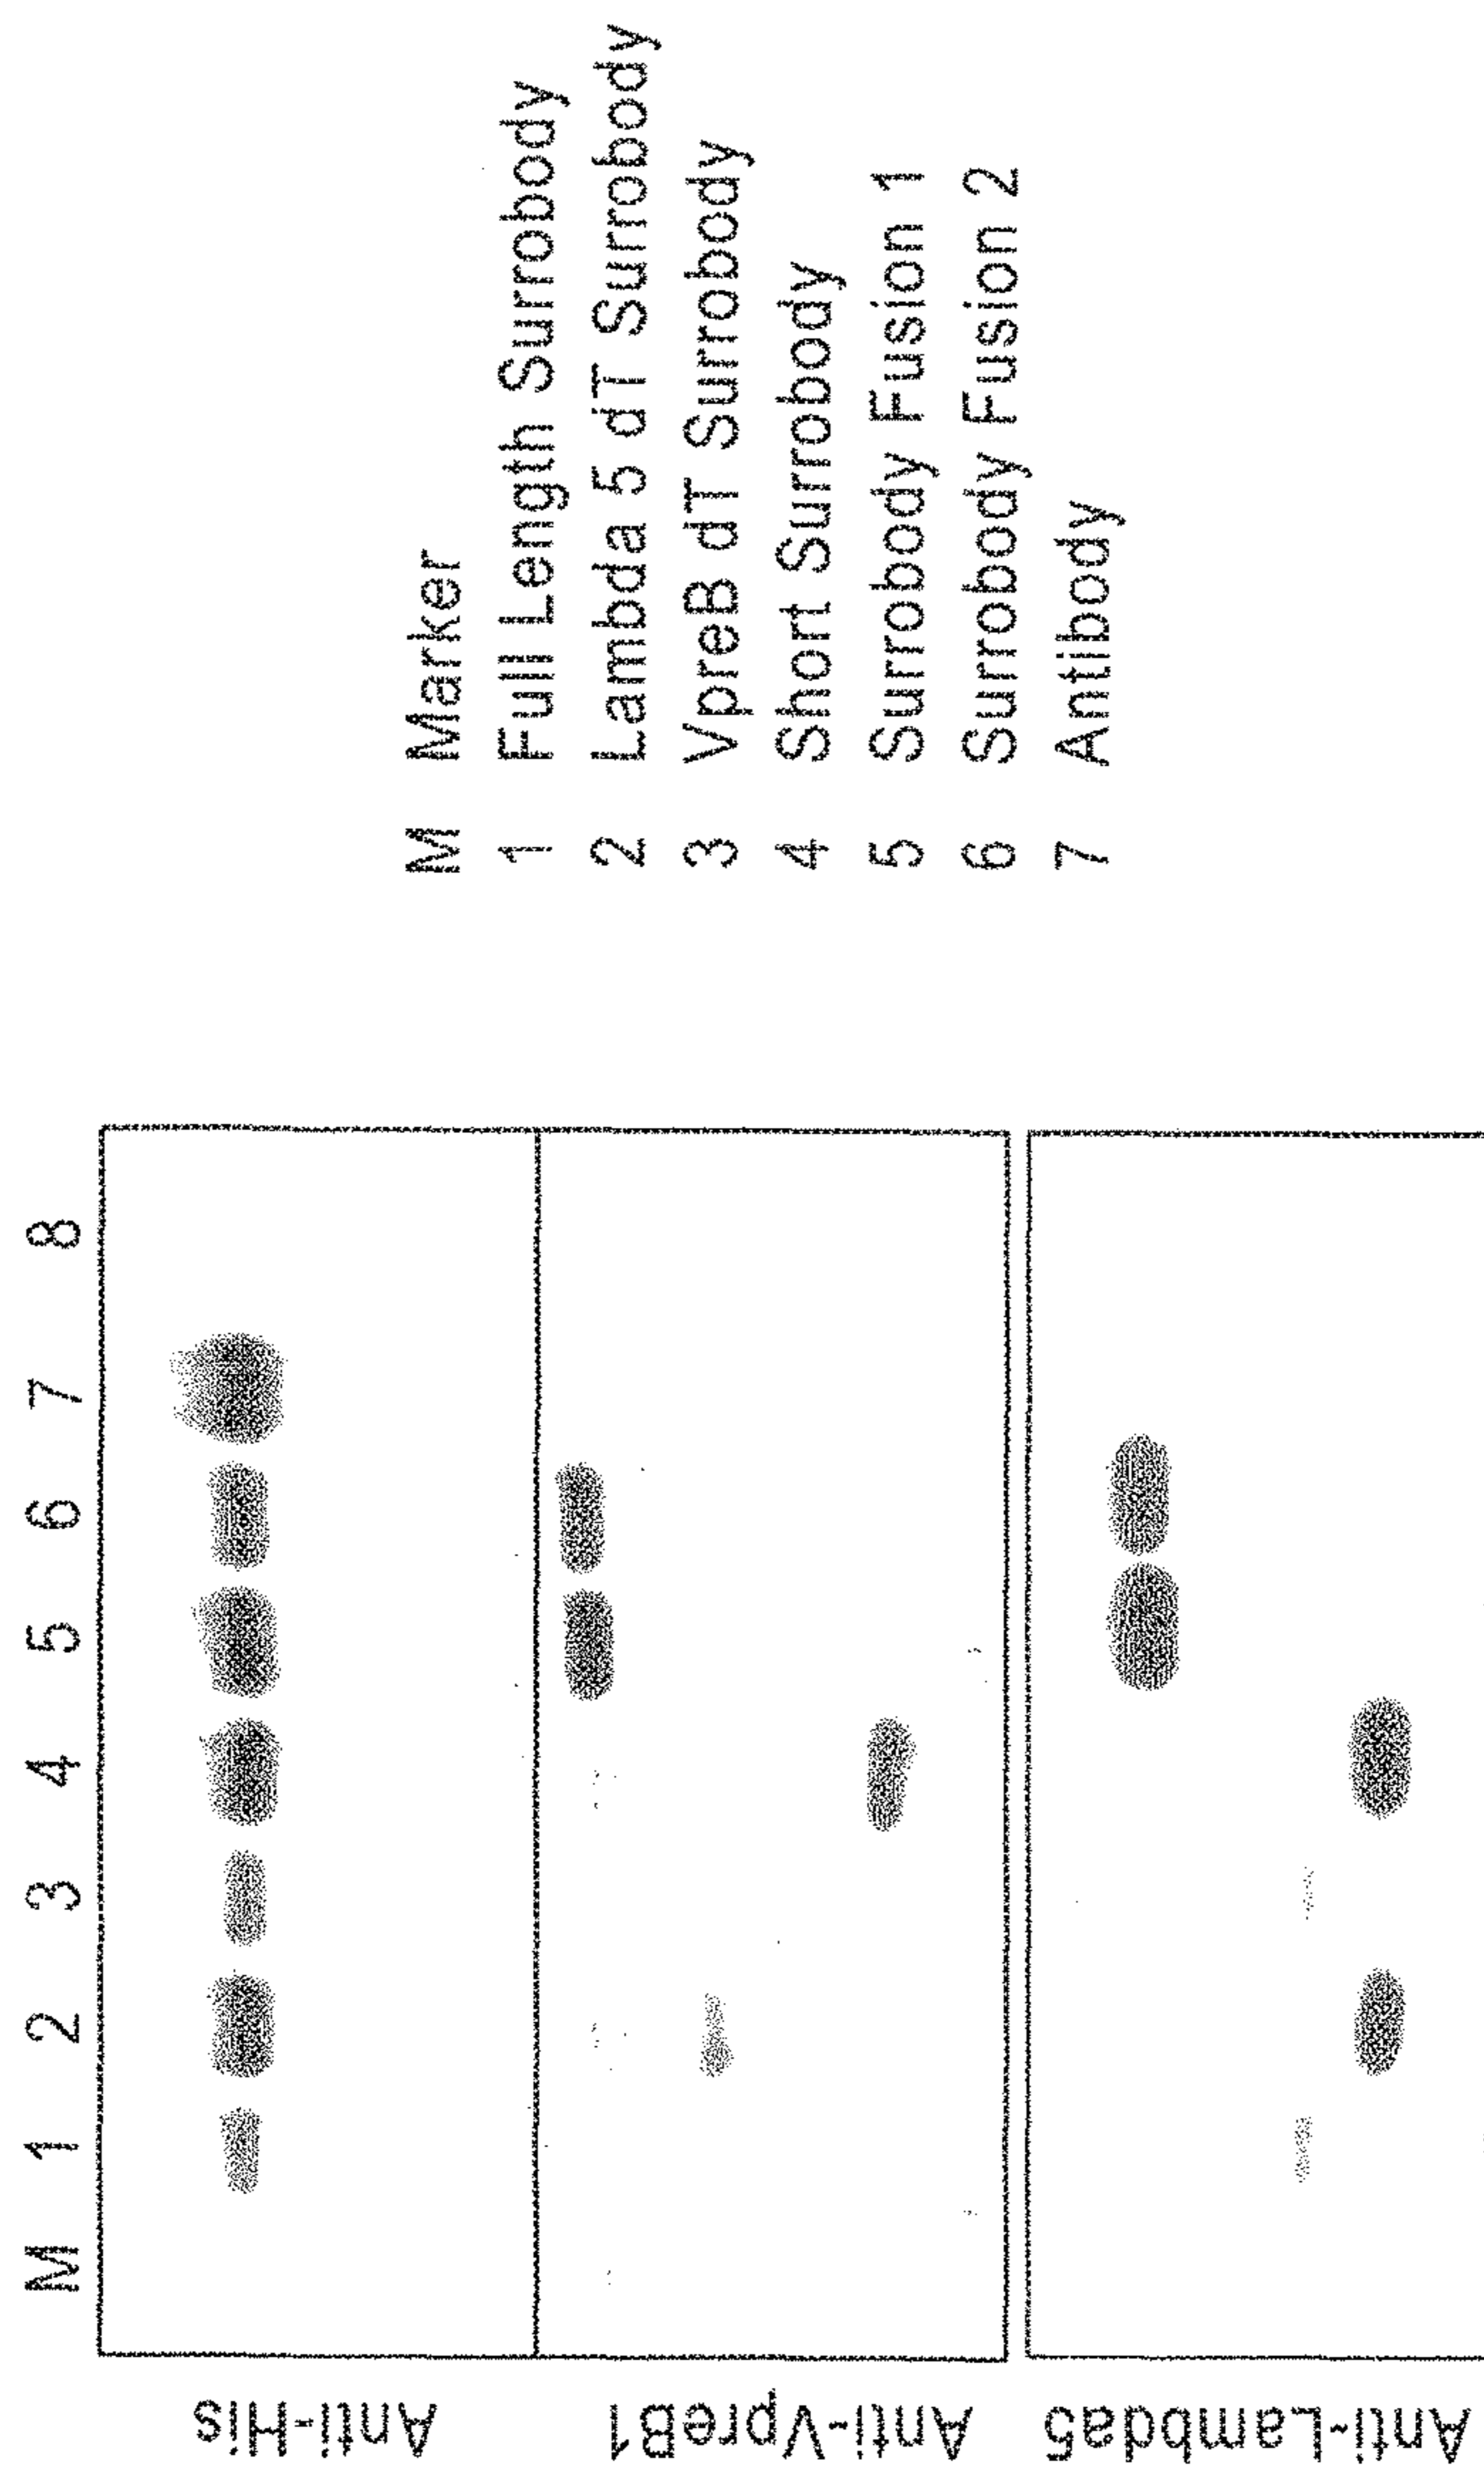 M 1 2 3 4 5 6 7 8
Anti-His
Anti-VpreB1
Anti-Lambda5
M Marker
1 Full Length Surrobody
2 Lambda 5 dT Surrobody
3 VpreB dT Surrobody
4 Short Surrobody
5 Surrobody Fusion 1
6 Surrobody Fusion 2
7 Antibody